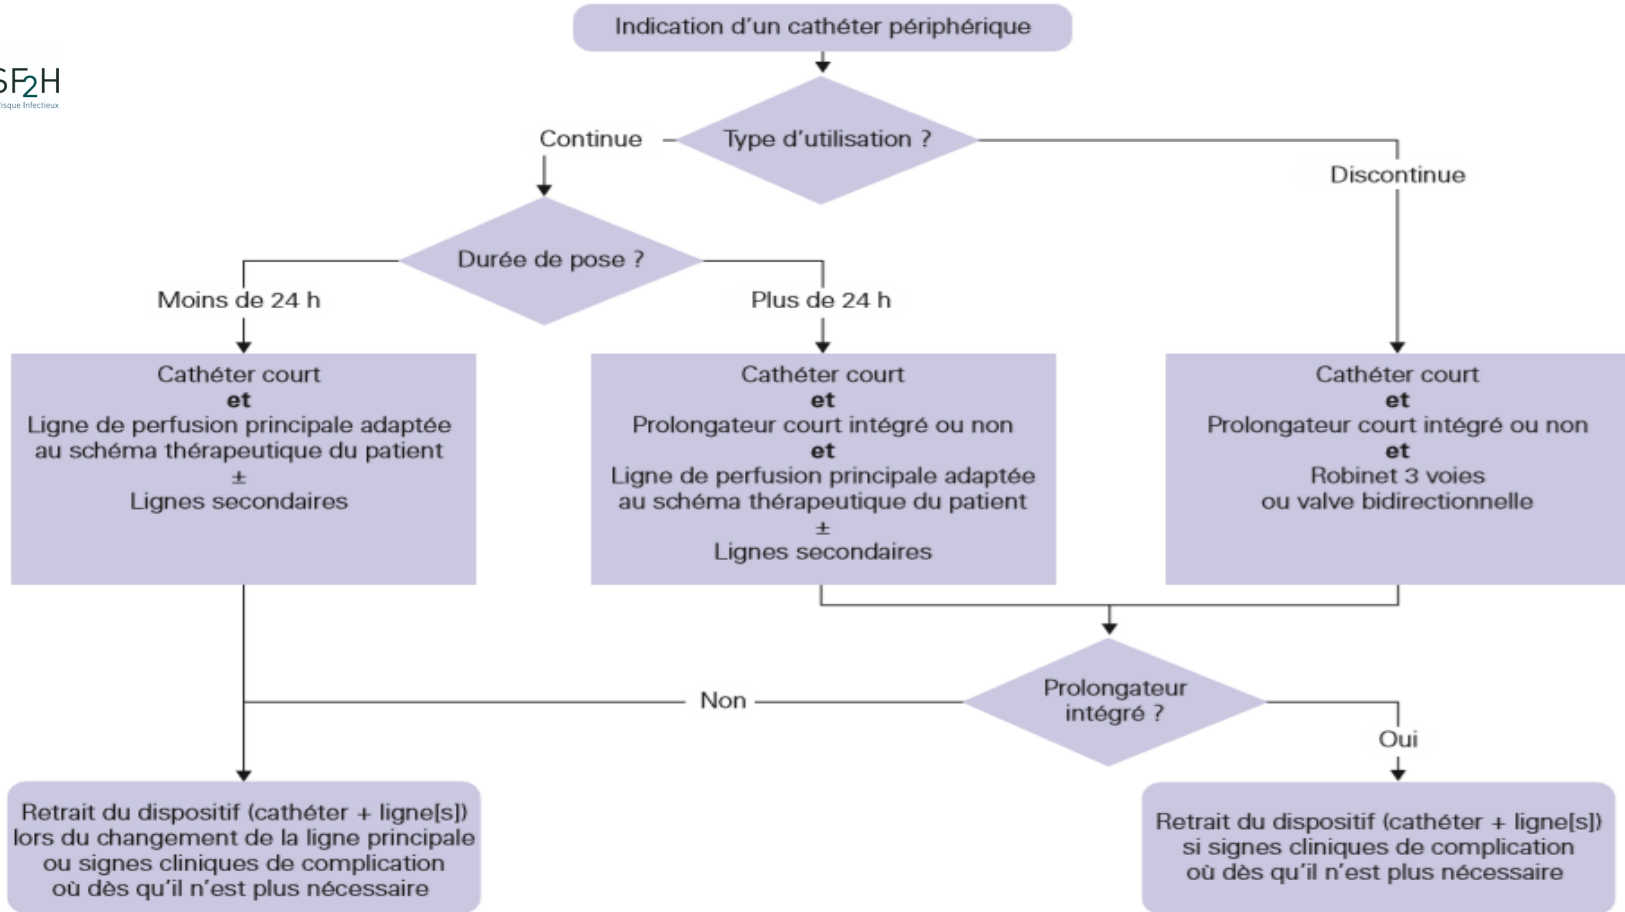 Indication d'un cathéter périphérique
SF2H
isque Infectieux
Type d'utilisation ?
Continue
Discontinue
Durée de pose ?
Moins de 24 h
Plus de 24 h
Cathéter court
et
Ligne de perfusion principale adaptée
au schéma thérapeutique du patient
±
Lignes secondaires
Cathéter court
et
Prolongateur court intégré ou non
et
Ligne de perfusion principale adaptée
au schéma thérapeutique du patient
±
Lignes secondaires
Cathéter court
et
Prolongateur court intégré ou non
et
Robinet 3 voies
ou valve bidirectionnelle
Prolongateur
intégré ?
Non
Oui
Retrait du dispositif (cathéter + ligne[s])
lors du changement de la ligne principale
ou signes cliniques de complication
où dès qu'il n'est plus nécessaire
Retrait du dispositif (cathéter + ligne[s])
si signes cliniques de complication
où dès qu'il n'est plus nécessaire